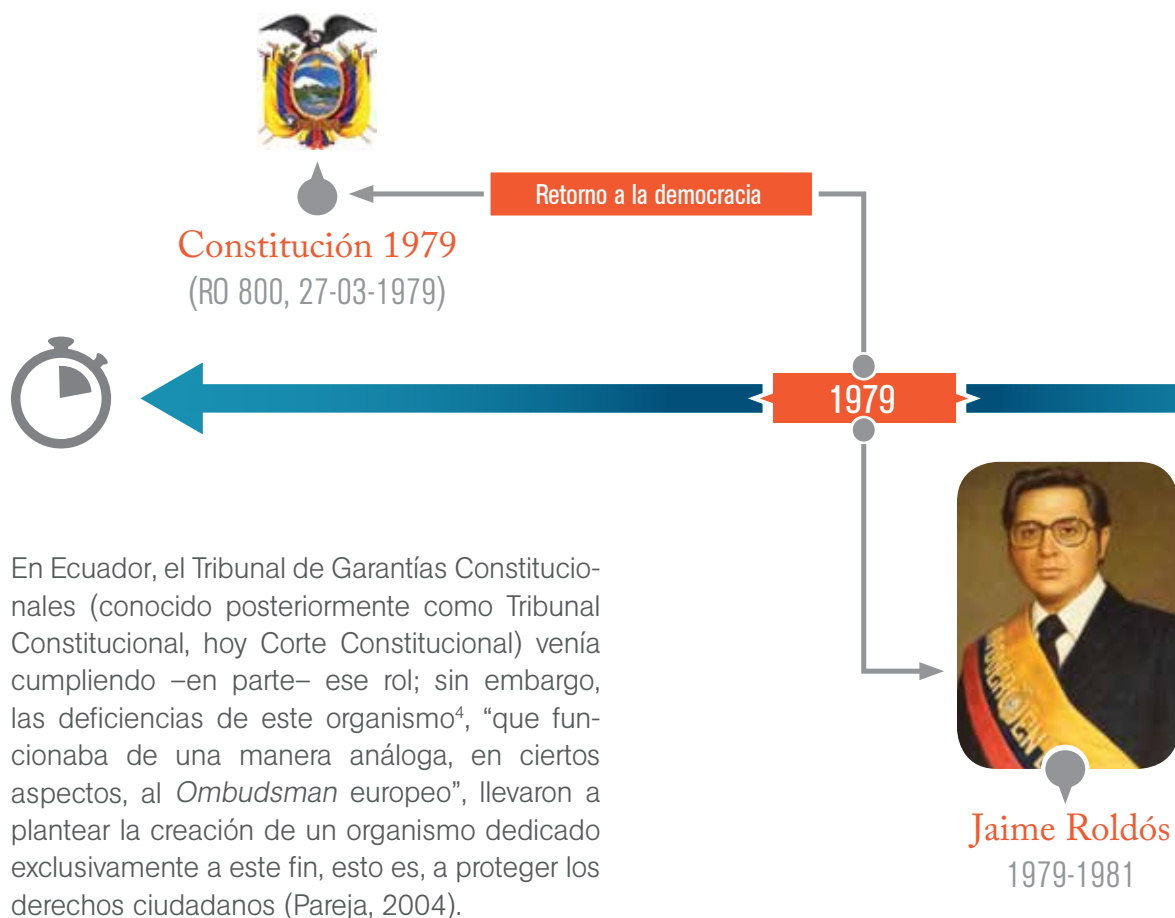 Retorno a la democracia
Constitución 1979
(RO 800, 27-03-1979)
1979
En Ecuador, el Tribunal de Garantías Constitucio-
nales (conocido posteriormente como Tribunal
Constitucional, hoy Corte Constitucional) venía
cumpliendo –en parte– ese rol; sin embargo,
las deficiencias de este organismo⁴, “que fun-
cionaba de una manera análoga, en ciertos
aspectos, al Ombudsman europeo”, llevaron a
plantear la creación de un organismo dedicado
exclusivamente a este fin, esto es, a proteger los
derechos ciudadanos (Pareja, 2004).
Jaime Roldós
1979-1981